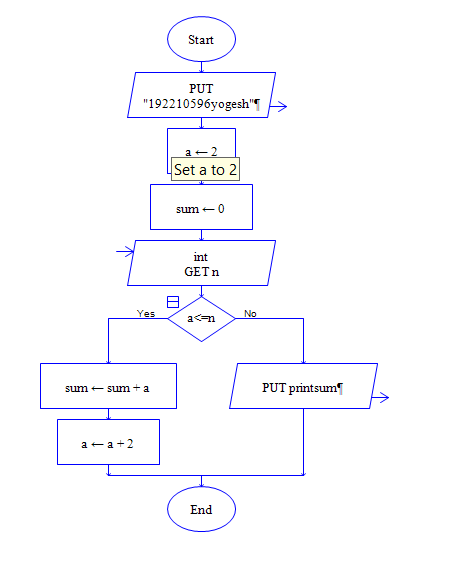 Start
PUT
"192210596yogesh"¶
a ← 2
Set a to 2
sum ← 0
int
GET n
a<=n
Yes
No
sum ← sum + a
PUT printsum¶
a ← a + 2
End